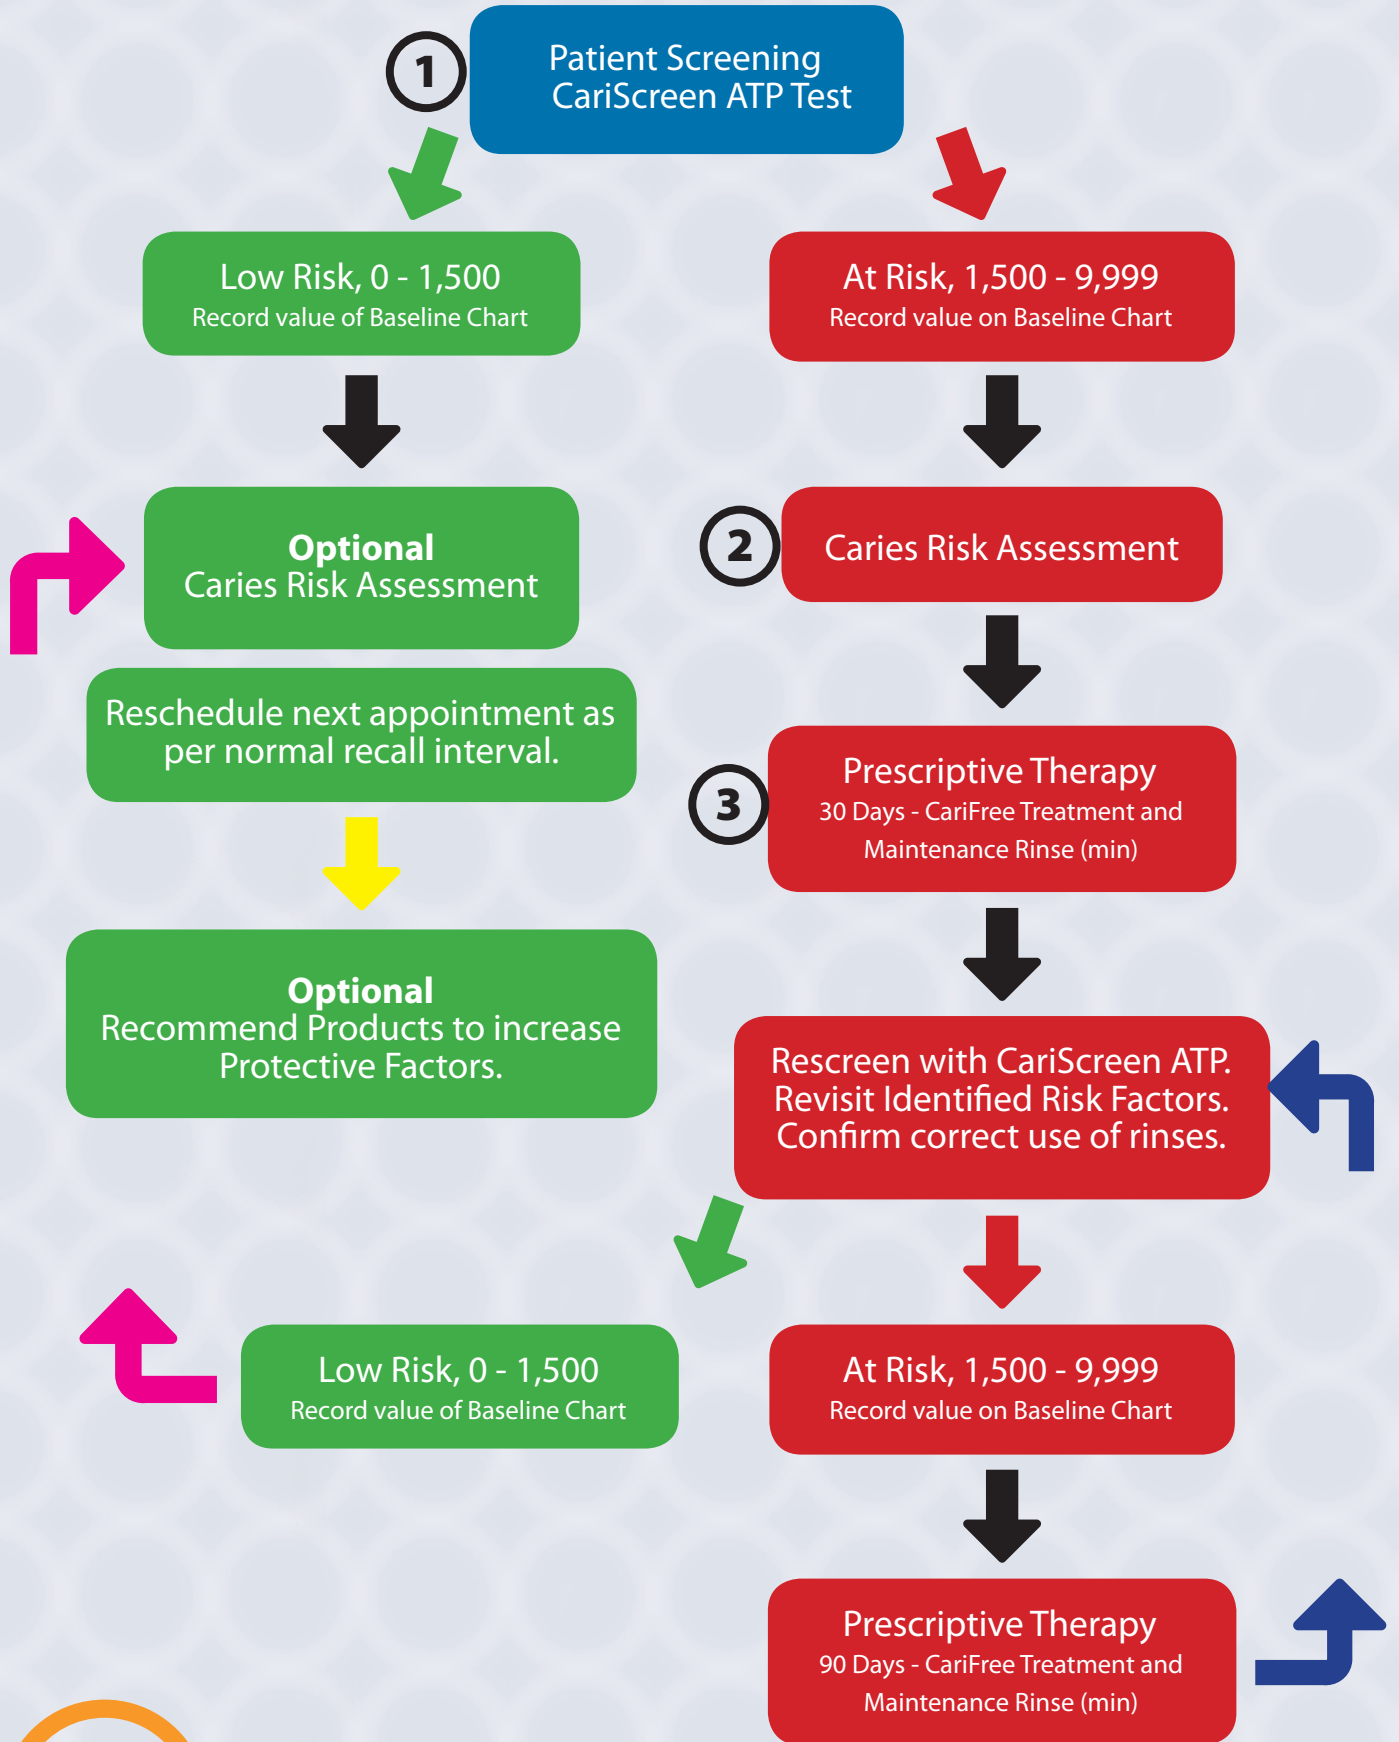 1
Patient Screening
CariScreen ATP Test
Low Risk, 0 - 1,500
Record value of Baseline Chart
At Risk, 1,500 - 9,999
Record value on Baseline Chart
Optional
Caries Risk Assessment
2
Caries Risk Assessment
Reschedule next appointment as
per normal recall interval.
3
Prescriptive Therapy
30 Days - CariFree Treatment and
Maintenance Rinse (min)
Optional
Recommend Products to increase
Protective Factors.
Rescreen with CariScreen ATP.
Revisit Identified Risk Factors.
Confirm correct use of rinses.
Low Risk, 0 - 1,500
Record value of Baseline Chart
At Risk, 1,500 - 9,999
Record value on Baseline Chart
Prescriptive Therapy
90 Days - CariFree Treatment and
Maintenance Rinse (min)